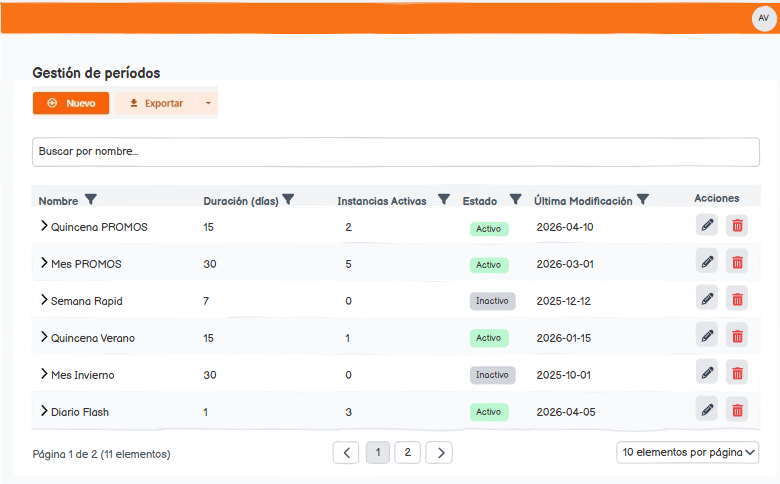 AV
Gestión de períodos
Nuevo Exportar
Buscar por nombre...
Nombre Duración (días) Instancias Activas Estado Última Modificación Acciones
Quincena PROMOS 15 2 Activo 2026-04-10
Mes PROMOS 30 5 Activo 2026-03-01
Semana Rapid 7 0 Inactivo 2025-12-12
Quincena Verano 15 1 Activo 2026-01-15
Mes Invierno 30 0 Inactivo 2025-10-01
Diario Flash 1 3 Activo 2026-04-05
Página 1 de 2 (11 elementos) 1 2 10 elementos por página